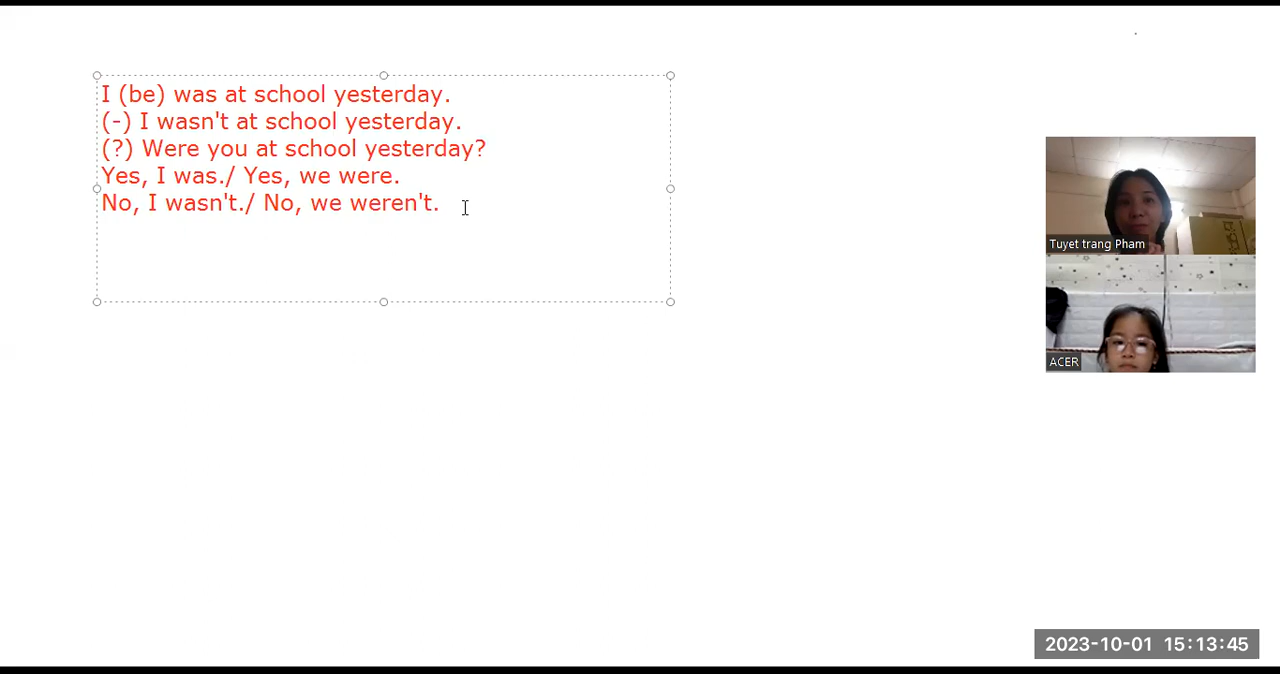 I (be) was at school yesterday.
(-) I wasn't at school yesterday.
(?) Were you at school yesterday?
Yes, I was./ Yes, we were.
No, I wasn't./ No, we weren't.
Tuyet trang Pham
ACER
2023-10-01 15:13:45